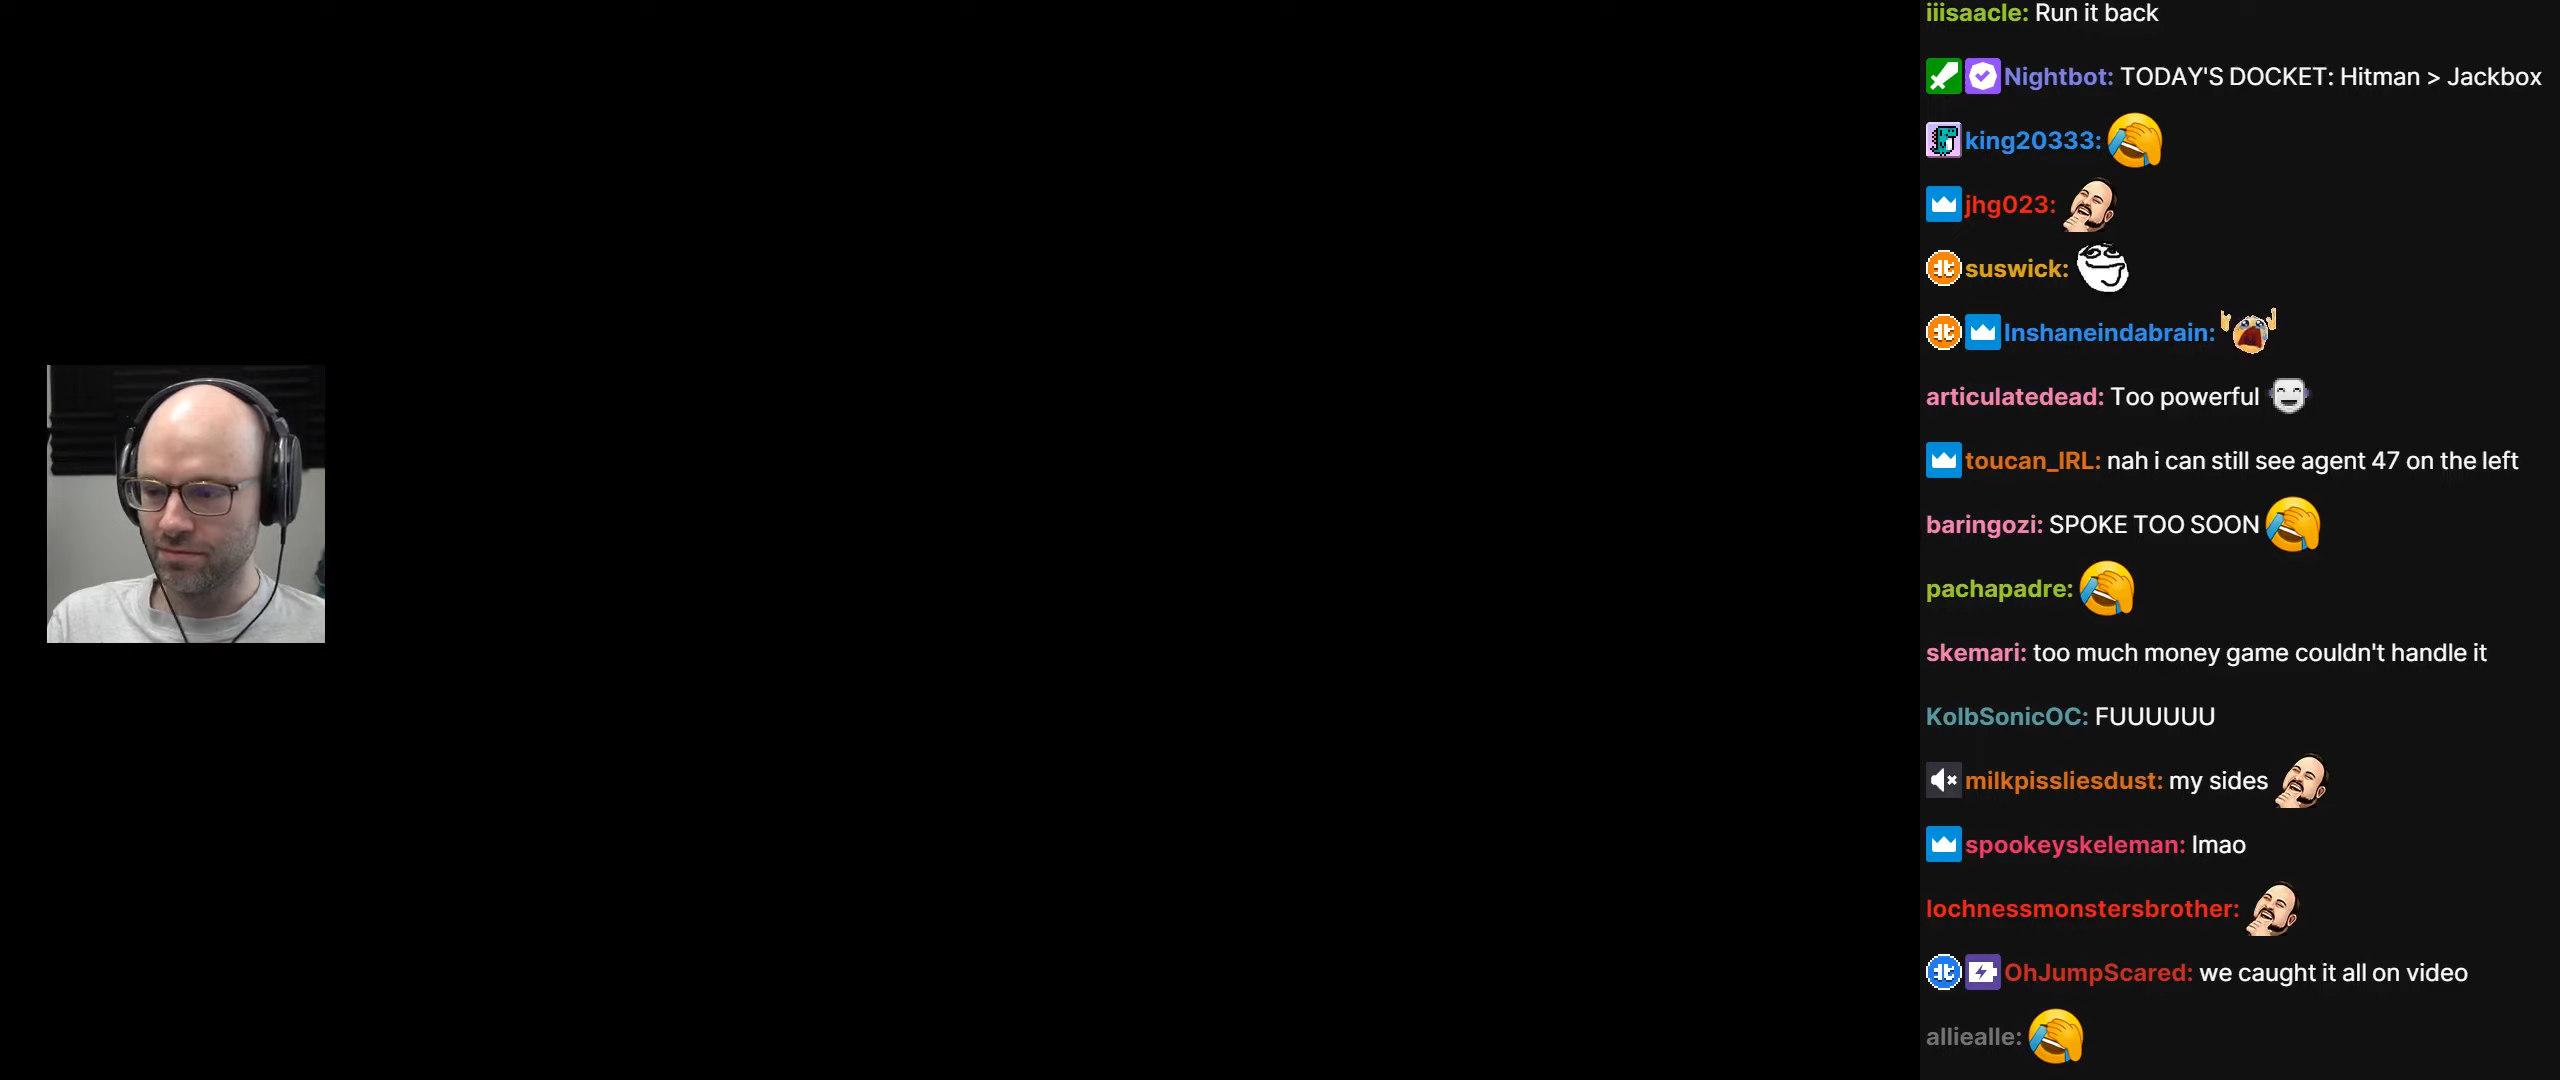 iiisaacle: Run it back
Nightbot: TODAY'S DOCKET: Hitman > Jackbox
king20333:
jhg023:
suswick:
Inshaneindabrain:
articulatedead: Too powerful
toucan_IRL: nah i can still see agent 47 on the left
baringozi: SPOKE TOO SOON
pachapadre:
skemari: too much money game couldn't handle it
KolbSonicOC: FUUUUUU
milkpissliesdust: my sides
spookeyskeleman: lmao
lochnessmonstersbrother:
OhJumpScared: we caught it all on video
alliealle: